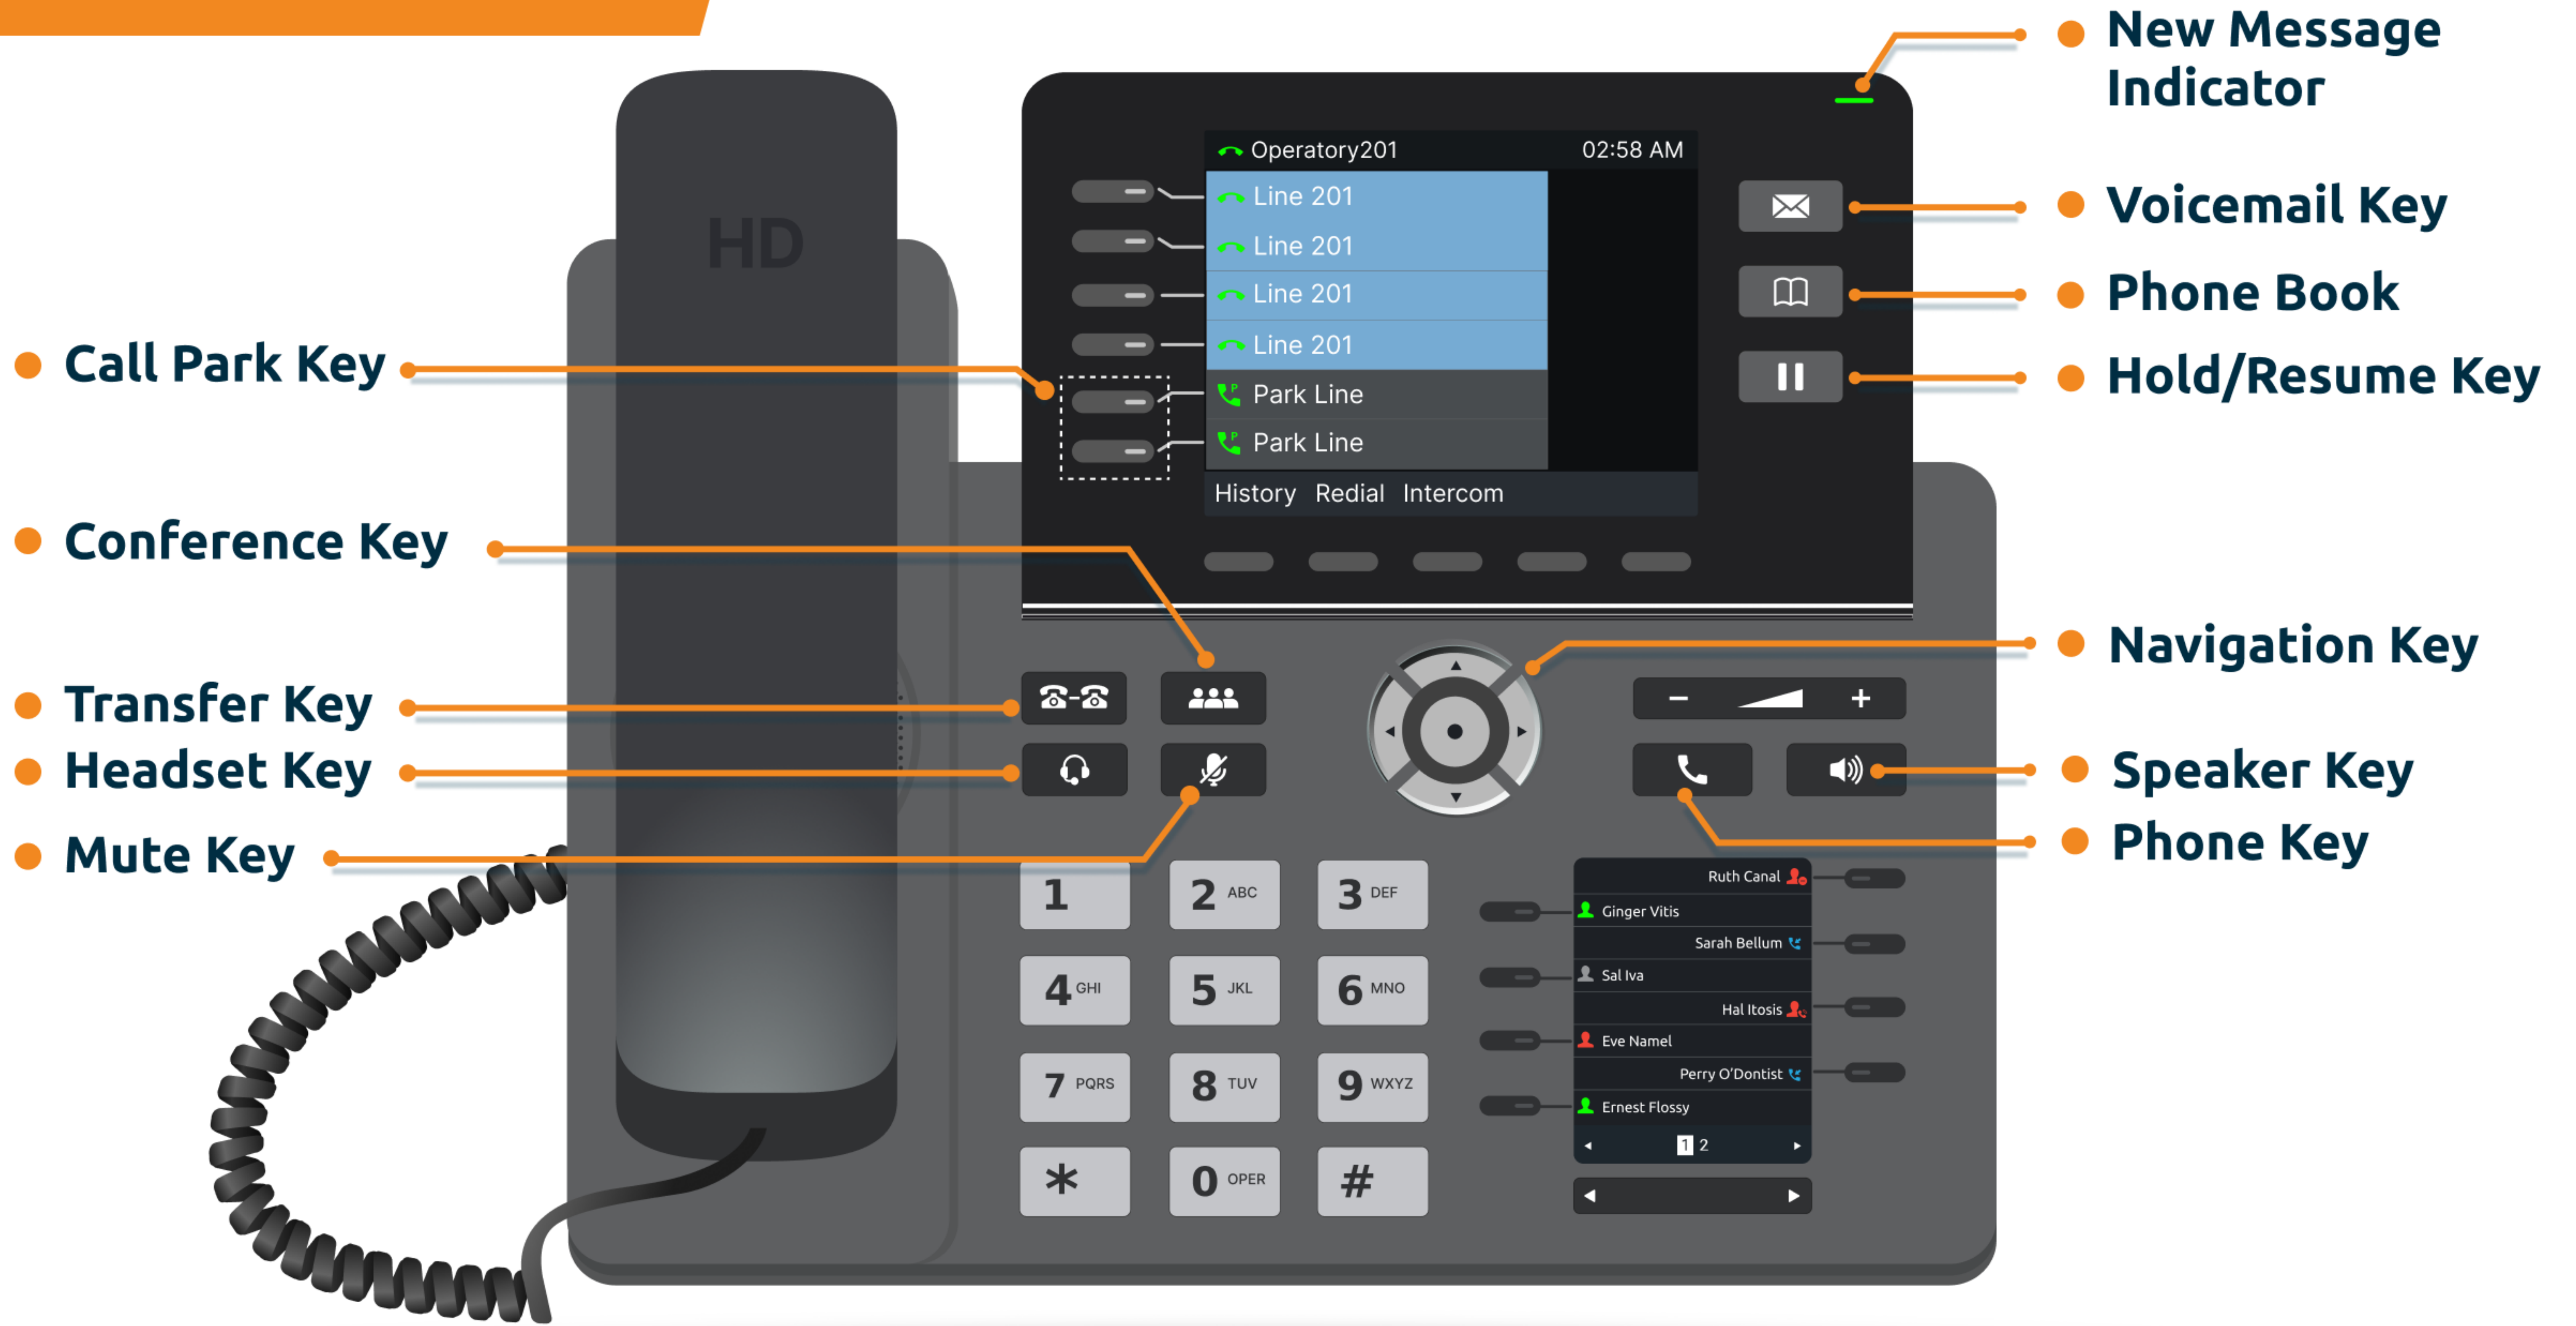 New Message
Indicator
Voicemail Key
Phone Book
Hold/Resume Key
Navigation Key
Speaker Key
Phone Key
Call Park Key
Conference Key
Transfer Key
Headset Key
Mute Key
HD
Operatory201 02:58 AM
Line 201
Line 201
Line 201
Line 201
P Park Line
P Park Line
History Redial Intercom
- +
1 2 ABC 3 DEF
4 GHI 5 JKL 6 MNO
7 PQRS 8 TUV 9 WXYZ
* 0 OPER #
Ruth Canal
Ginger Vitis
Sarah Bellum
Sal Iva
Hal Itosis
Eve Namel
Perry O'Dontist
Ernest Flossy
1 2